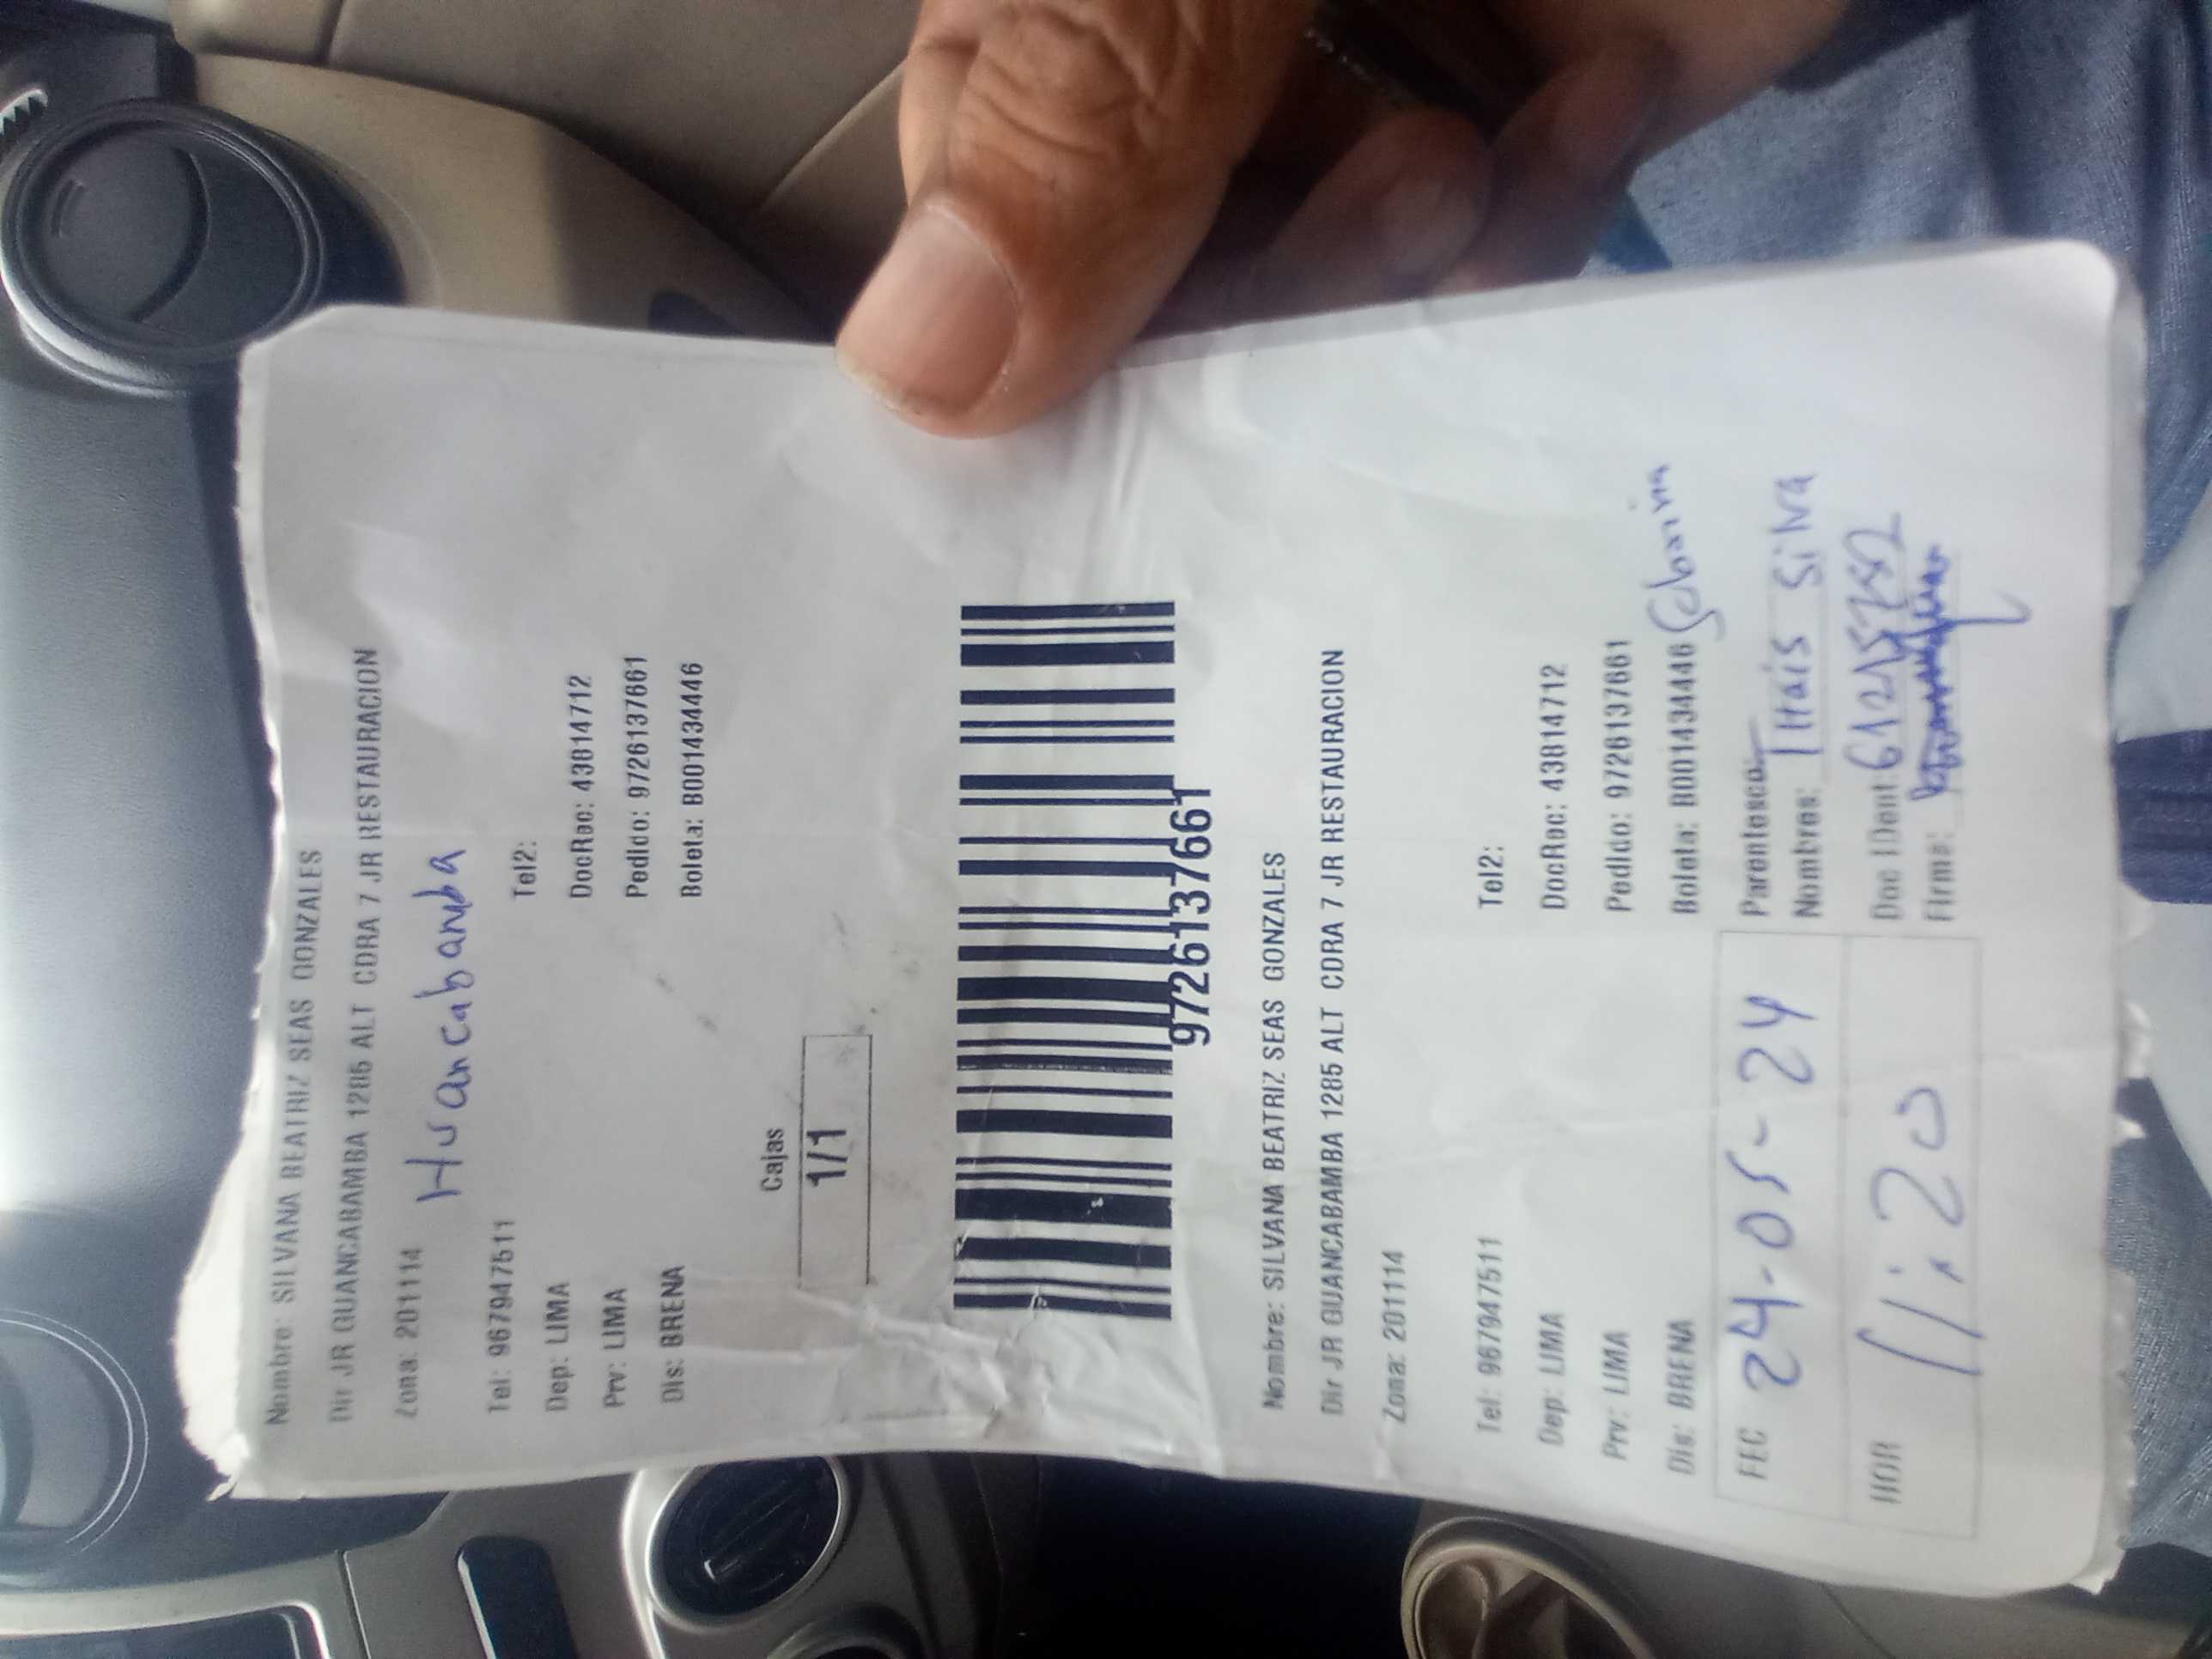 Nombre: SILVANA BEATRIZ SEAS GONZALES
Dir JR GUANCABAMBA 1285 ALT CDRA 7 JR RESTAURACION
Zona: 201114
Huancabamba
Tel: 967947511 Tel2:
Dep: LIMA DocRec: 43814712
Prv: LIMA Pedido: 972613137661
Dis: BRENA Boleta: B001434446
Cajas
1/1
972613137661
Nombre: SILVANA BEATRIZ SEAS GONZALES
Dir JR GUANCABAMBA 1285 ALT CDRA 7 JR RESTAURACION
Zona: 201114
Tel: 967947511 Tel2:
Dep: LIMA DocRec: 43814712
Prv: LIMA Pedido: 972613137661
Dis: BRENA Boleta: B001434446
FEC 24-05-24 Parentesco: Sobrina
Nombres: Thais Silva
HOR 11:20 Doc IDent:
Firma: